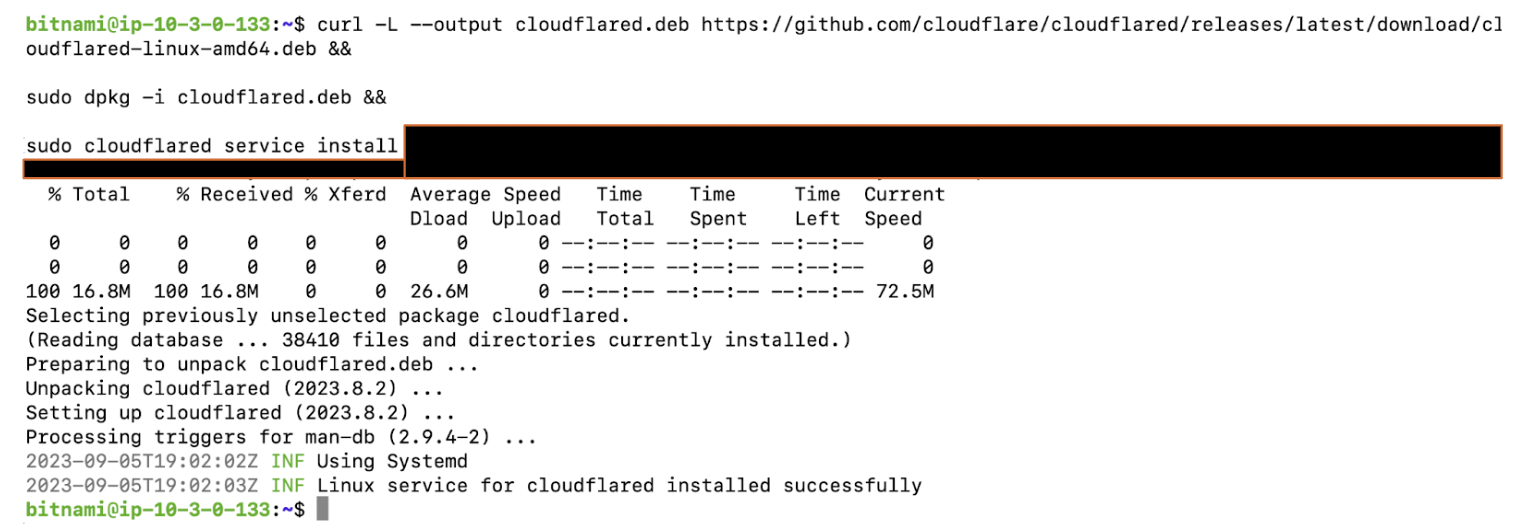 bitnami@ip-10-3-0-133:~$ curl -L --output cloudflared.deb https://github.com/cloudflare/cloudflared/releases/latest/download/cl
oudflared-linux-amd64.deb &&
sudo dpkg -i cloudflared.deb &&
sudo cloudflared service install
% Total % Received % Xferd Average Speed Time Time Time Current
Dload Upload Total Spent Left Speed
0 0 0 0 0 0 0 0 --:--:-- --:--:-- --:--:-- 0
0 0 0 0 0 0 0 0 --:--:-- --:--:-- --:--:-- 0
100 16.8M 100 16.8M 0 0 26.6M 0 --:--:-- --:--:-- --:--:-- 72.5M
Selecting previously unselected package cloudflared.
(Reading database ... 38410 files and directories currently installed.)
Preparing to unpack cloudflared.deb ...
Unpacking cloudflared (2023.8.2) ...
Setting up cloudflared (2023.8.2) ...
Processing triggers for man-db (2.9.4-2) ...
2023-09-05T19:02:02Z INF Using Systemd
2023-09-05T19:02:03Z INF Linux service for cloudflared installed successfully
bitnami@ip-10-3-0-133:~$